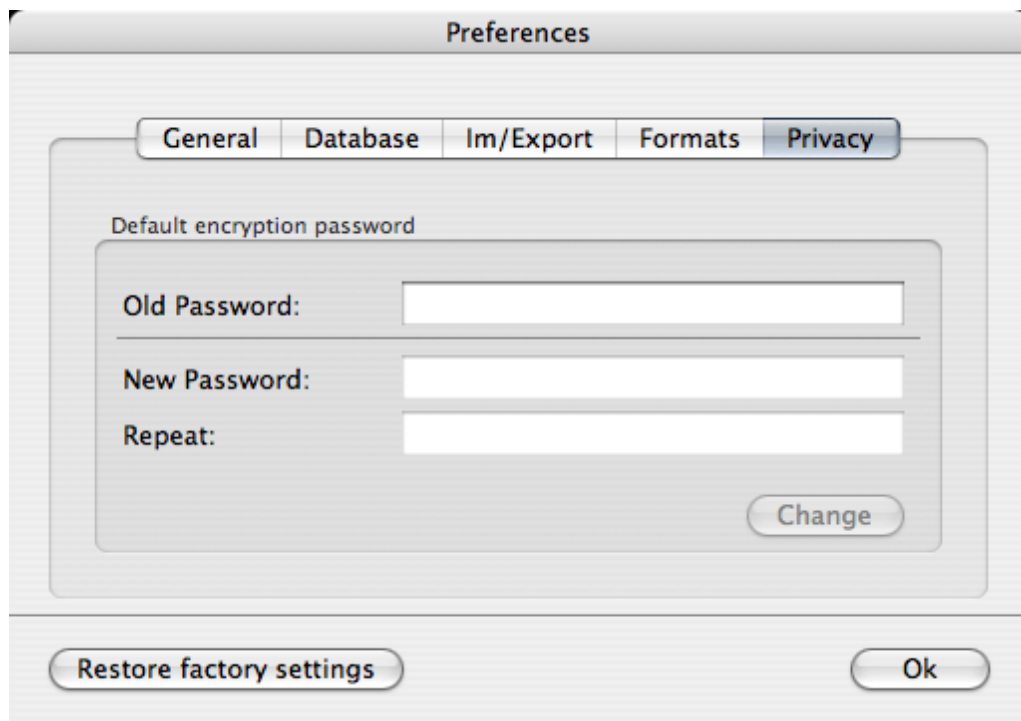 Preferences
General Database Im/Export Formats Privacy
Default encryption password
Old Password:
New Password:
Repeat:
Change
Restore factory settings Ok